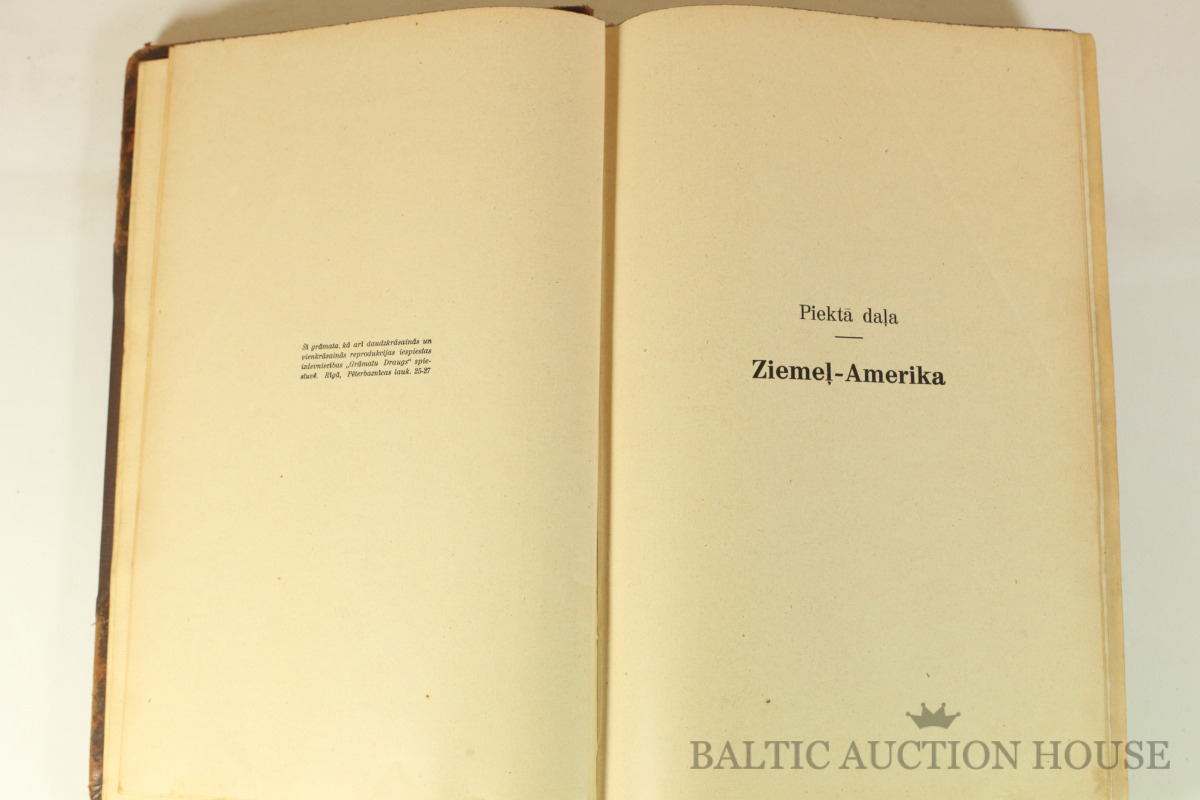 Šī grāmata, kā arī daudzkrāsainās un
vienkrāsainās reprodukcijas iespiestas
izdevniecības „Grāmatu Draugs“ spie-
stuvē. Rīgā, Pēterbaznīcas lauk. 25-27
Piektā daļa
Ziemeļ-Amerika
BALTIC AUCTION HOUSE